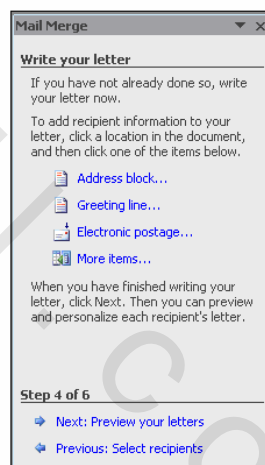 Mail Merge
Write your letter
If you have not already done so, write
your letter now.
To add recipient information to your
letter, click a location in the document,
and then click one of the items below.
Address block...
Greeting line...
Electronic postage...
More items...
When you have finished writing your
letter, click Next. Then you can preview
and personalize each recipient's letter.
Step 4 of 6
Next: Preview your letters
Previous: Select recipients